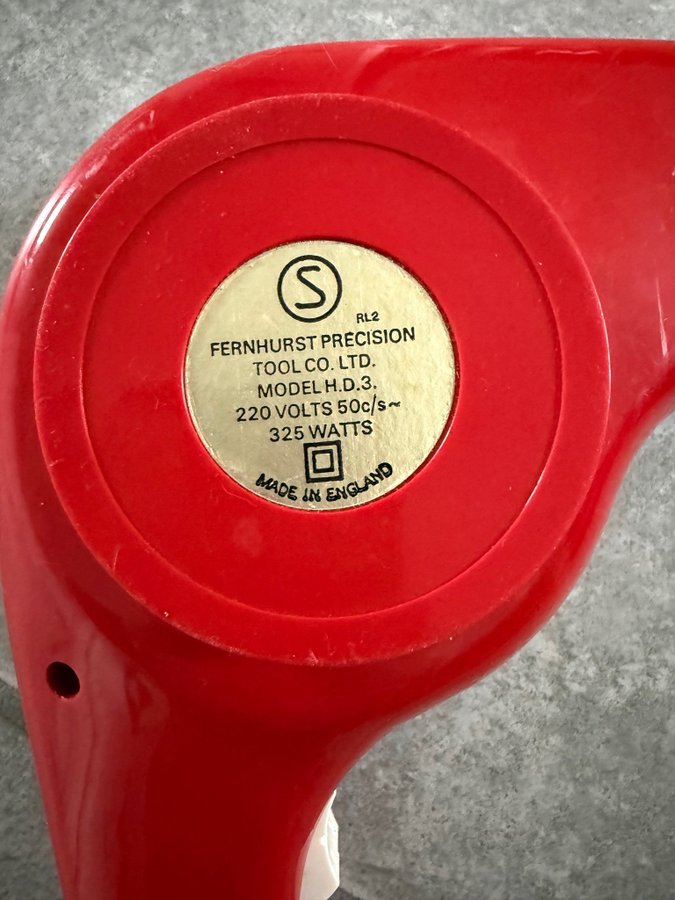 S
RL2
FERNHURST PRECISION
TOOL CO. LTD.
MODEL H.D.3.
220 VOLTS 50c/s~
325 WATTS
MADE IN ENGLAND